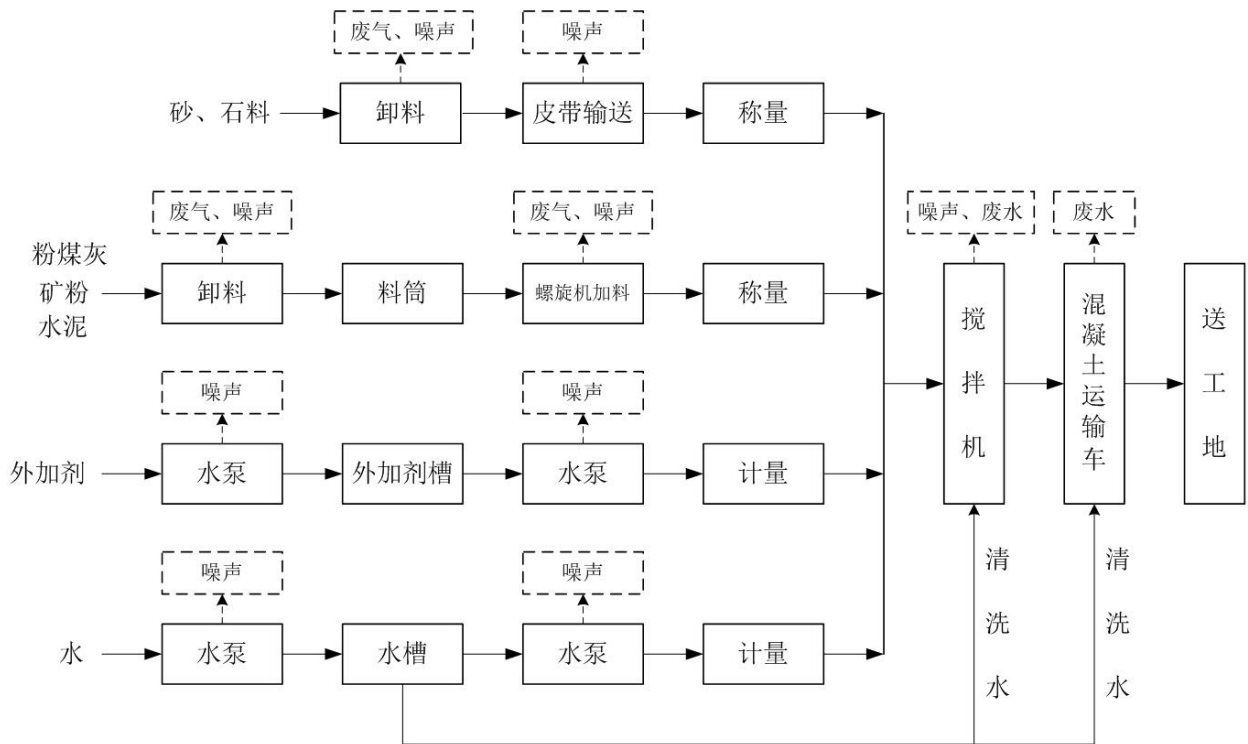 废气、噪声
噪声
砂、石料
卸料
皮带输送
称量
废气、噪声
废气、噪声
噪声、废水
废水
粉煤灰
矿粉
水泥
卸料
料筒
螺旋机加料
称量
搅拌机
混凝土运输车
送工地
噪声
噪声
外加剂
水泵
外加剂槽
水泵
计量
噪声
噪声
水
水泵
水槽
水泵
计量
清洗水
清洗水